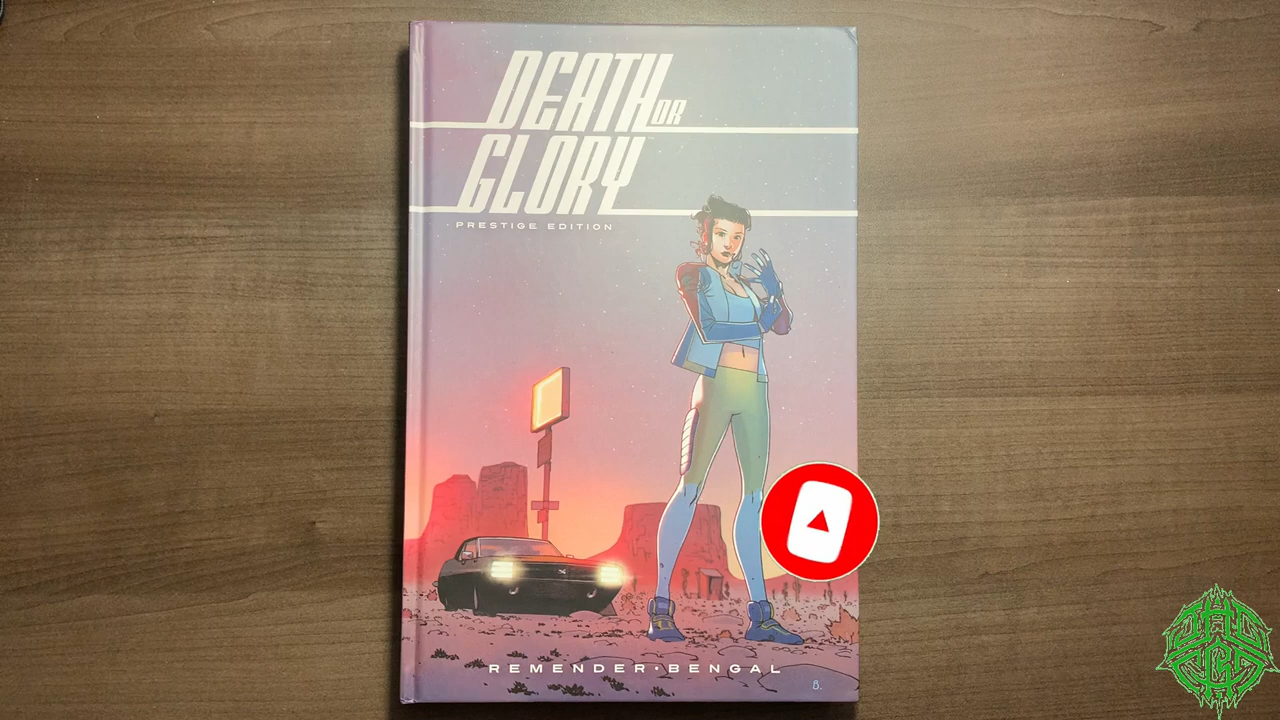 DEATH OR
GLORY
PRESTIGE EDITION
REMENDER • BENGAL
B.